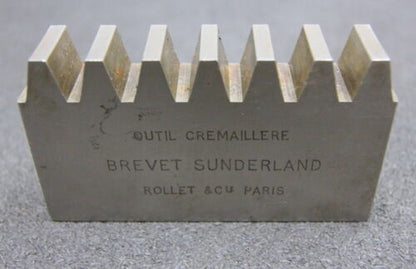 OUTIL CREMAILLERE
BREVET SUNDERLAND
ROLLET & Cie PARIS